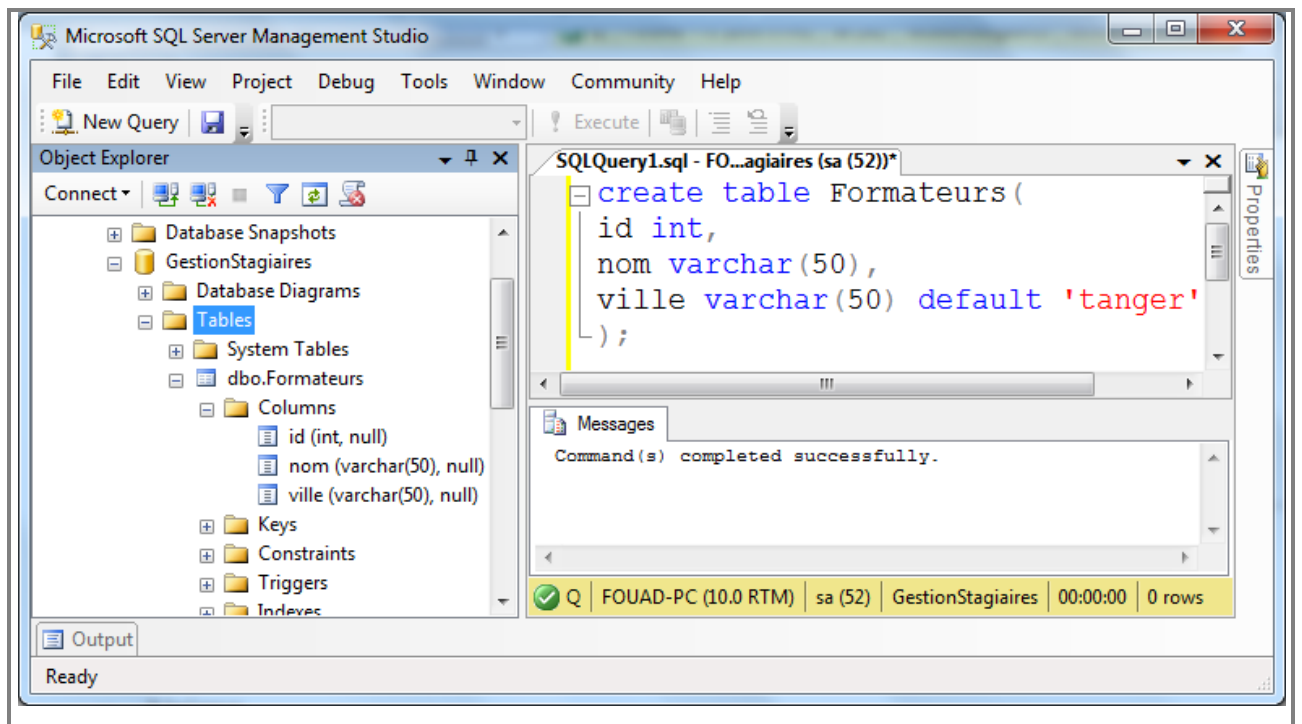 Microsoft SQL Server Management Studio
File Edit View Project Debug Tools Window Community Help
New Query Execute
Object Explorer
Connect
Database Snapshots
GestionStagiaires
Database Diagrams
Tables
System Tables
dbo.Formateurs
Columns
id (int, null)
nom (varchar(50), null)
ville (varchar(50), null)
Keys
Constraints
Triggers
Indexes
SQLQuery1.sql - FO...agiaires (sa (52))*
create table Formateurs(
id int,
nom varchar(50),
ville varchar(50) default 'tanger'
);
Messages
Command(s) completed successfully.
Q FOUAD-PC (10.0 RTM) sa (52) GestionStagiaires 00:00:00 0 rows
Properties
Output
Ready